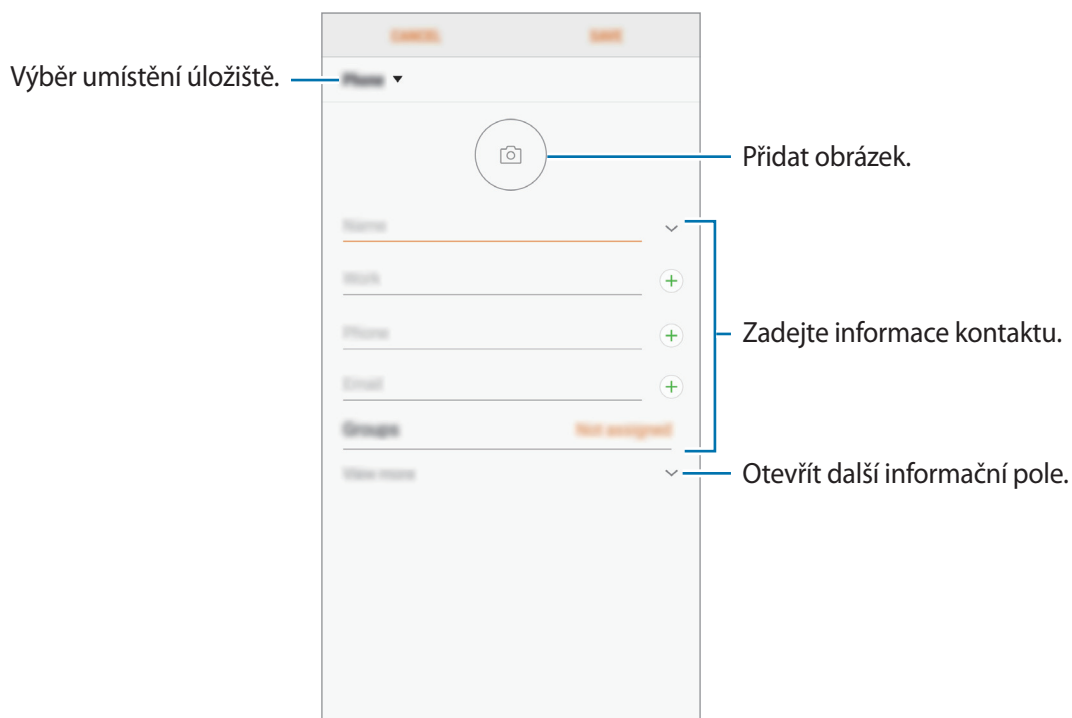 CANCEL
SAVE
Výběr umístění úložiště.
Phone
Přidat obrázek.
Name
Work
Phone
Zadejte informace kontaktu.
Email
Groups
Not assigned
View more
Otevřít další informační pole.